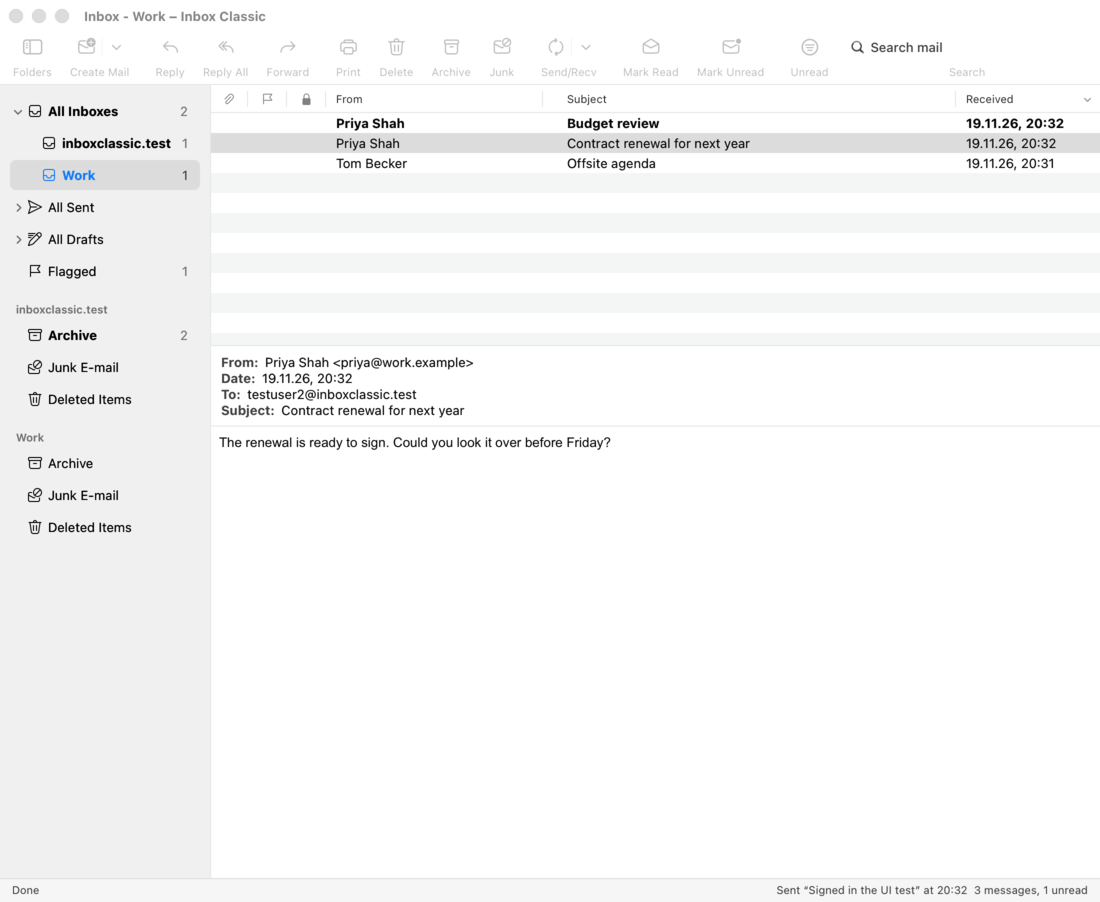 Inbox - Work – Inbox Classic
Folders Create Mail Reply Reply All Forward Print Delete Archive Junk Send/Recv Mark Read Mark Unread Unread Search mail Search
All Inboxes 2
inboxclassic.test 1
Work 1
All Sent
All Drafts
Flagged 1
inboxclassic.test
Archive 2
Junk E-mail
Deleted Items
Work
Archive
Junk E-mail
Deleted Items
From Subject Received
Priya Shah Budget review 19.11.26, 20:32
Priya Shah Contract renewal for next year 19.11.26, 20:32
Tom Becker Offsite agenda 19.11.26, 20:31
From: Priya Shah <priya@work.example>
Date: 19.11.26, 20:32
To: testuser2@inboxclassic.test
Subject: Contract renewal for next year
The renewal is ready to sign. Could you look it over before Friday?
Done
Sent “Signed in the UI test” at 20:32 3 messages, 1 unread